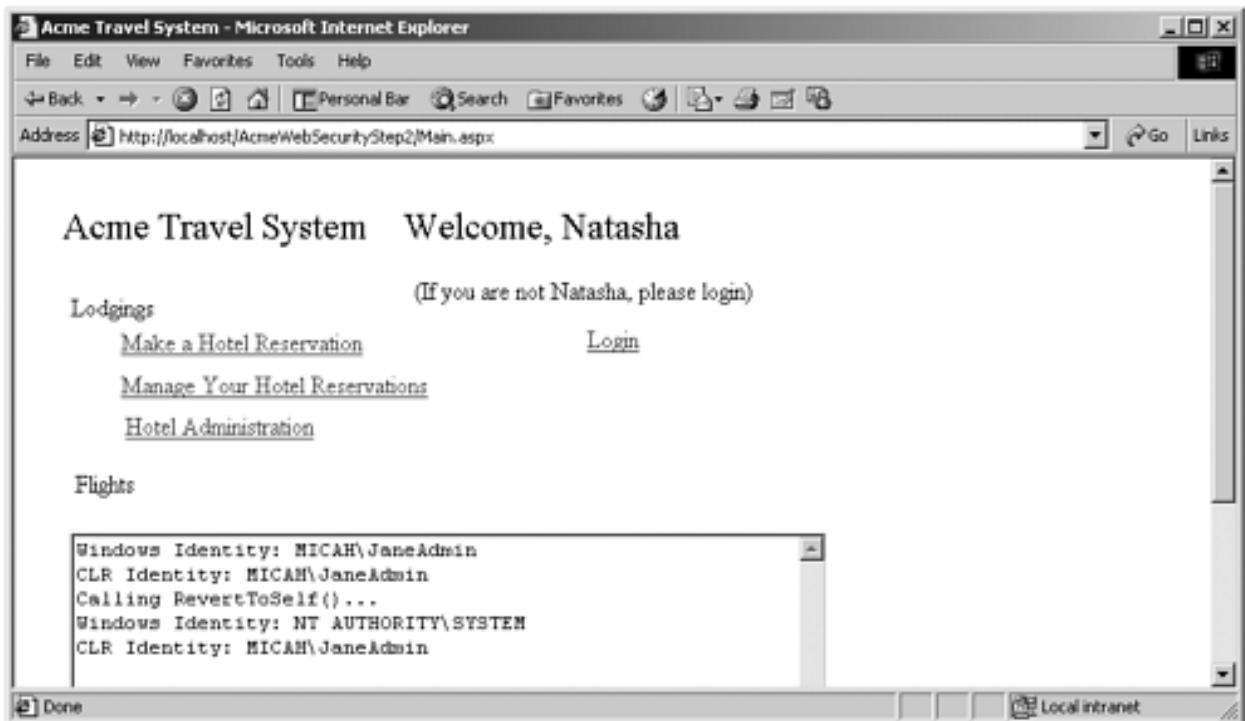 Acme Travel System - Microsoft Internet Explorer
File Edit View Favorites Tools Help
Back Personal Bar Search Favorites
Address http://localhost/AcmeWebSecurityStep2/Main.aspx Go Links
Acme Travel System Welcome, Natasha
(If you are not Natasha, please login)
Lodgings
Make a Hotel Reservation Login
Manage Your Hotel Reservations
Hotel Administration
Flights
Windows Identity: MICAH\JaneAdmin
CLR Identity: MICAH\JaneAdmin
Calling RevertToSelf()...
Windows Identity: NT AUTHORITY\SYSTEM
CLR Identity: MICAH\JaneAdmin
Done Local intranet